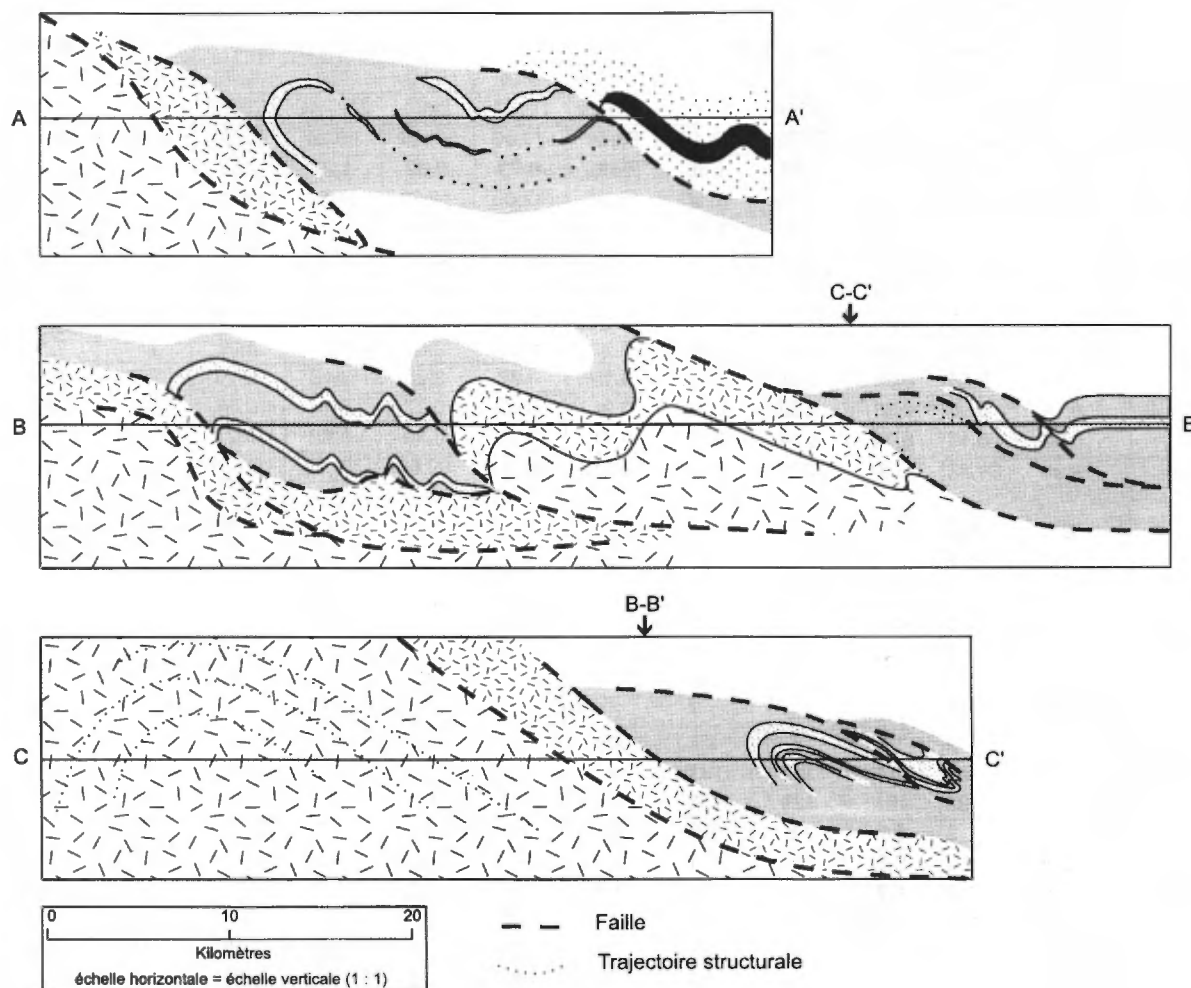 A A'
C-C'
B B
B-B'
C C'
0 10 20
Kilomètres
échelle horizontale = échelle verticale (1 : 1)
Faille
Trajectoire structurale